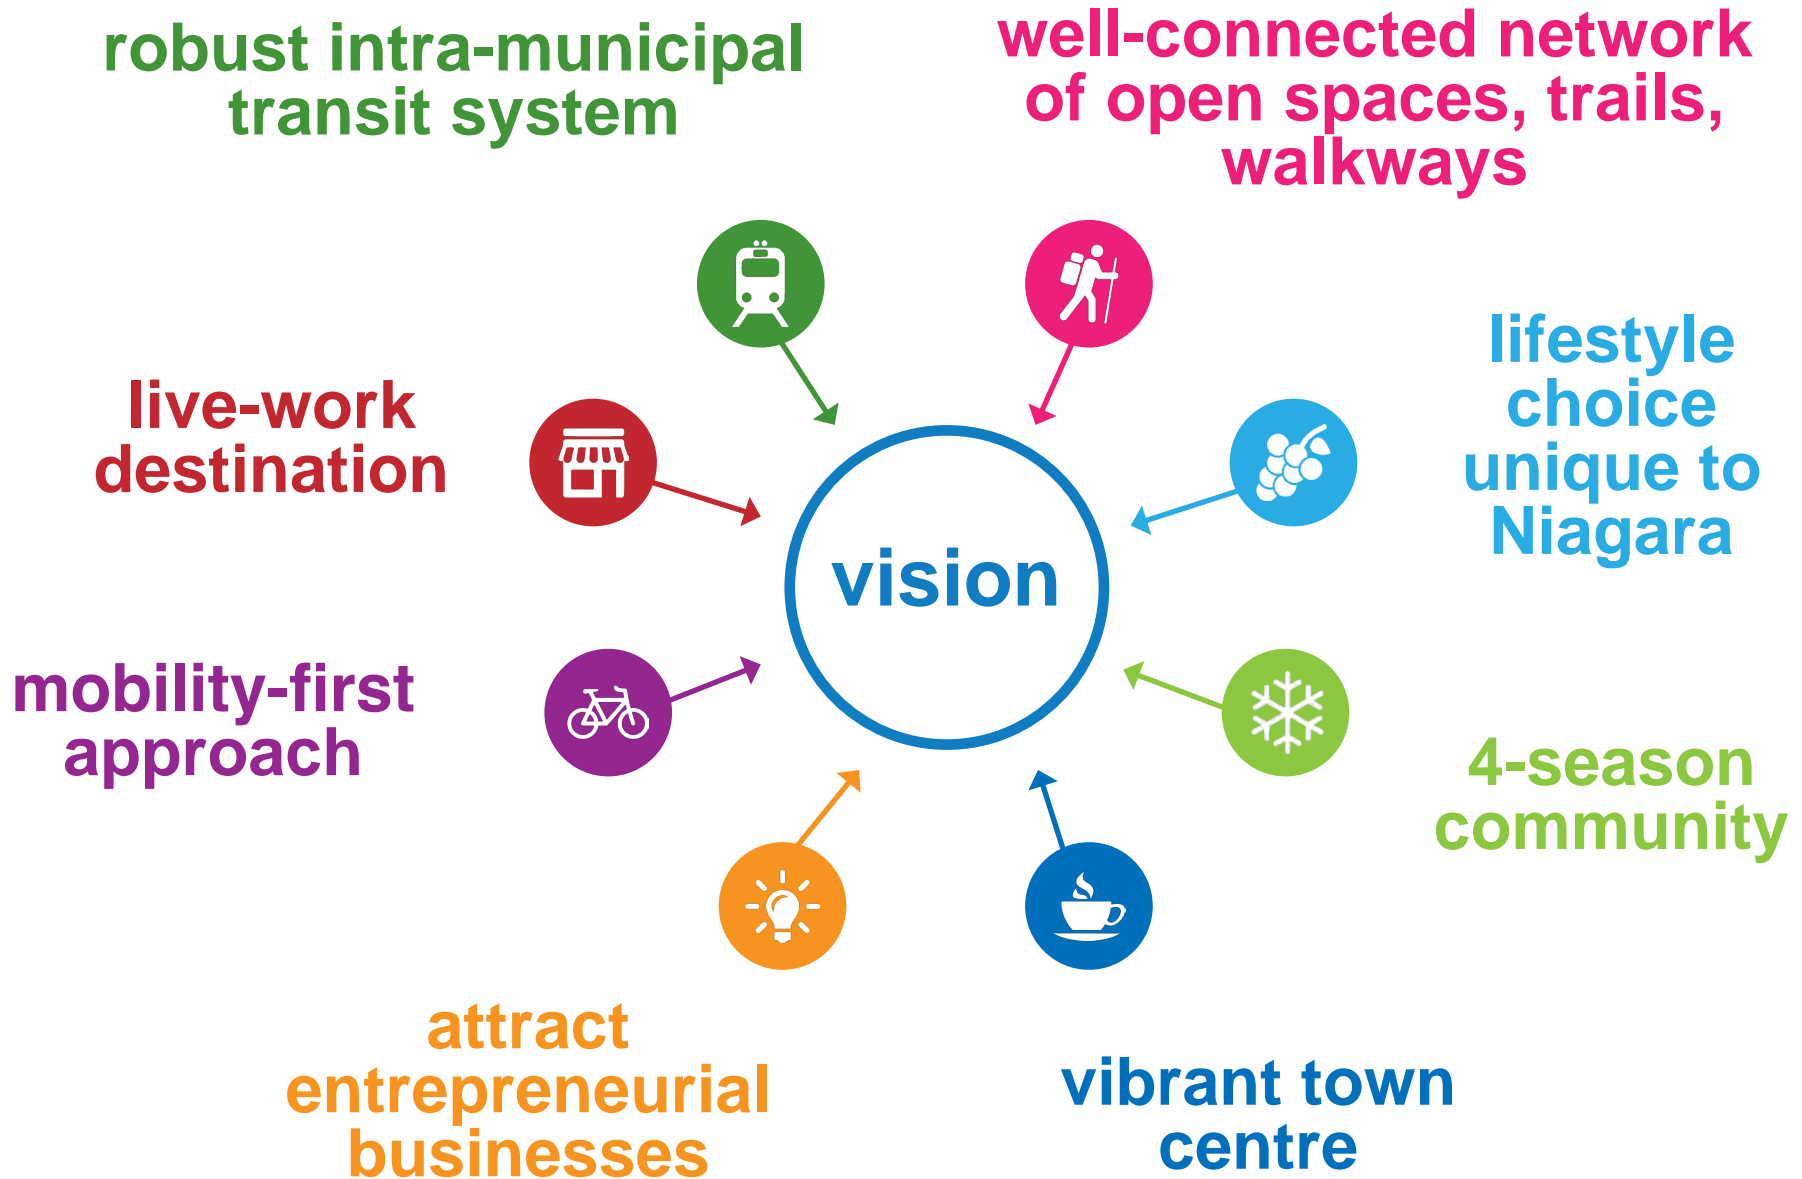 robust intra-municipal
transit system
well-connected network
of open spaces, trails,
walkways
live-work
destination
lifestyle
choice
unique to
Niagara
vision
mobility-first
approach
4-season
community
attract
entrepreneurial
businesses
vibrant town
centre